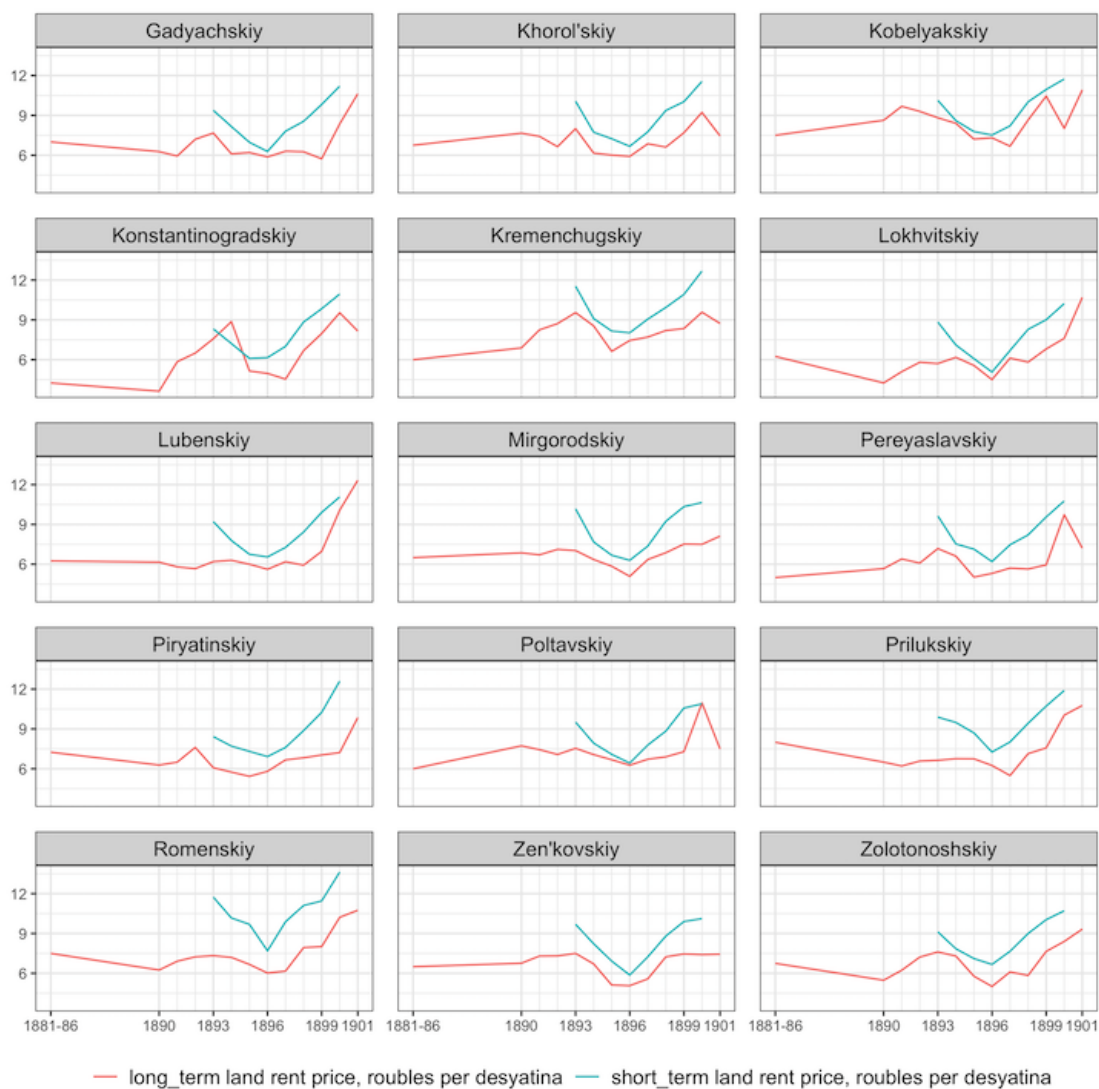 Gadyachskiy Khorol'skiy Kobelyakskiy
12
9
6
Konstantinogradskiy Kremenchugskiy Lokhvitskiy
12
9
6
Lubenskiy Mirgorodskiy Pereyaslavskiy
12
9
6
Piryatinskiy Poltavskiy Prilukskiy
12
9
6
Romenskiy Zen'kovskiy Zolotonoshskiy
12
9
6
1881-86 1890 1893 1896 1899 1901 1881-86 1890 1893 1896 1899 1901 1881-86 1890 1893 1896 1899 1901
long_term land rent price, roubles per desyatina short_term land rent price, roubles per desyatina